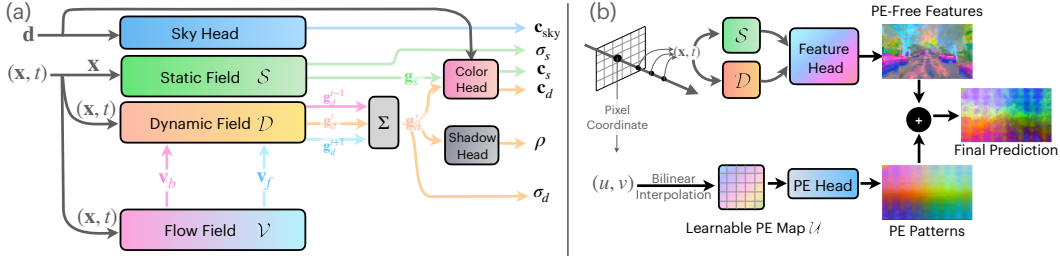 (a)
d
Sky Head
c_sky
σ_s
(x, t)
x
Static Field 𝒮
g_s
Color
Head
c_s
c_d
(x, t)
Dynamic Field 𝒟
g_d^{t-1}
g_d^t
g_d^{t+1}
Σ
g_d'
Shadow
Head
ρ
v_b
v_f
σ_d
(x, t)
Flow Field 𝒱
(b)
PE-Free Features
(x, t)
𝒮
𝒟
Feature
Head
Pixel
Coordinate
+
Final Prediction
(u, v)
Bilinear
Interpolation
PE Head
Learnable PE Map 𝒰
PE Patterns